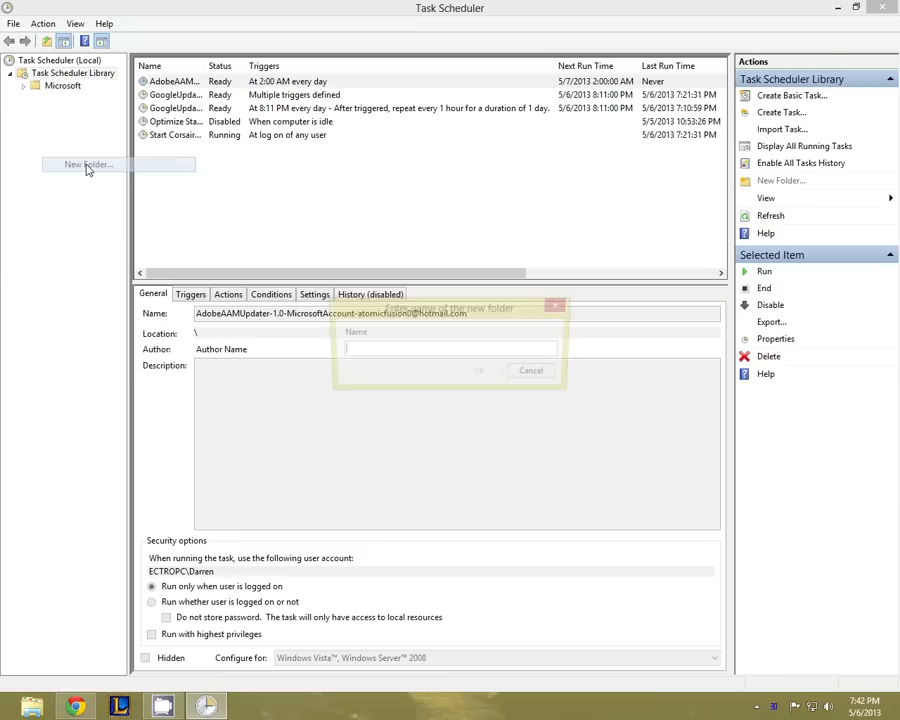 Task Scheduler
File Action View Help
Task Scheduler (Local)
Task Scheduler Library
Microsoft
New Folder...
Name Status Triggers Next Run Time Last Run Time
AdobeAAM... Ready At 2:00 AM every day 5/7/2013 2:00:00 AM Never
GoogleUpda... Ready Multiple triggers defined 5/6/2013 8:11:00 PM 5/6/2013 7:21:31 PM
GoogleUpda... Ready At 8:11 PM every day - After triggered, repeat every 1 hour for a duration of 1 day. 5/6/2013 8:11:00 PM 5/6/2013 7:10:59 PM
Optimize Sta... Disabled When computer is idle 5/5/2013 10:53:26 PM
Start Corsair... Running At log on of any user 5/6/2013 7:21:31 PM
General Triggers Actions Conditions Settings History (disabled)
Enter name of the new folder
Name
OK Cancel
Name: AdobeAAMUpdater-1.0-MicrosoftAccount-atomicfusion0@hotmail.com
Location: \
Author: Author Name
Description:
Security options
When running the task, use the following user account:
ECTROPC\Darren
Run only when user is logged on
Run whether user is logged on or not
Do not store password. The task will only have access to local resources
Run with highest privileges
Hidden Configure for: Windows Vista™, Windows Server™ 2008
Actions
Task Scheduler Library
Create Basic Task...
Create Task...
Import Task...
Display All Running Tasks
Enable All Tasks History
New Folder...
View
Refresh
Help
Selected Item
Run
End
Disable
Export...
Properties
Delete
Help
7:42 PM
5/6/2013